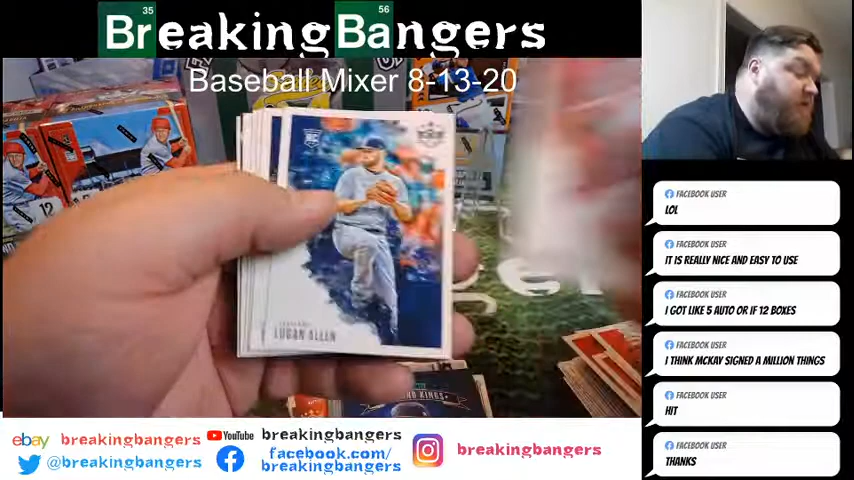 35
56
BreakingBangers
Baseball Mixer 8-13-20
RC
LOGAN ALLEN
12
FACEBOOK USER
LOL
FACEBOOK USER
IT IS REALLY NICE AND EASY TO USE
FACEBOOK USER
I GOT LIKE 5 AUTO OR IF 12 BOXES
FACEBOOK USER
I THINK MCKAY SIGNED A MILLION THINGS
FACEBOOK USER
HIT
FACEBOOK USER
THANKS
ebay breakingbangers
YouTube breakingbangers
@breakingbangers
facebook.com/
breakingbangers
breakingbangers